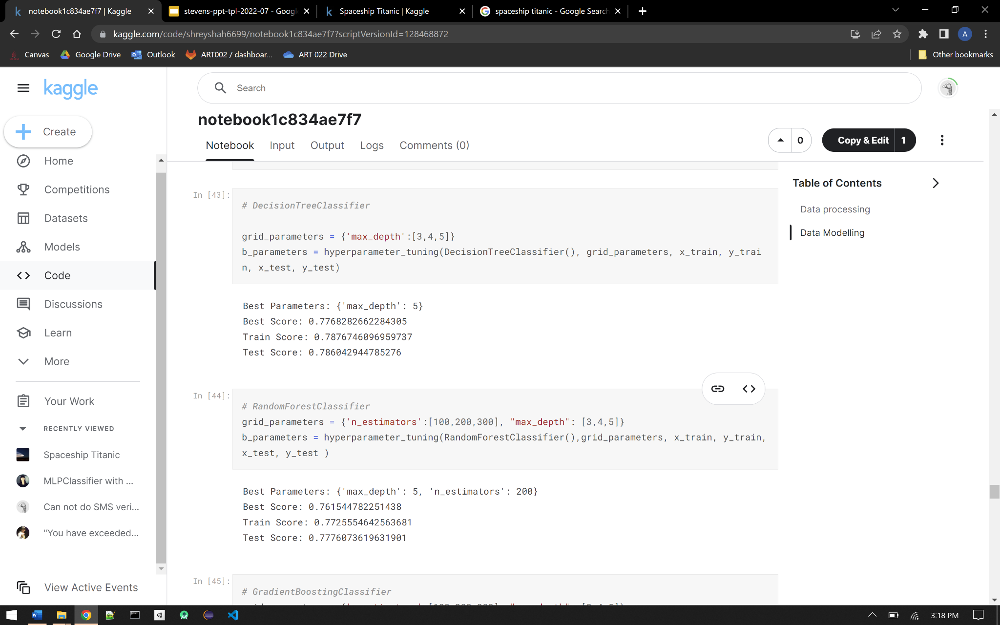 notebook1c834ae7f7 | Kaggle
stevens-ppt-tpl-2022-07 - Googl
Spaceship Titanic | Kaggle
spaceship titanic - Google Search
kaggle.com/code/shreyshah6699/notebook1c834ae7f7?scriptVersionId=128468872
A
Canvas
Google Drive
Outlook
ART002 / dashboar...
ART 022 Drive
Other bookmarks
kaggle
Search
Create
Home
Competitions
Datasets
Models
Code
Discussions
Learn
More
Your Work
RECENTLY VIEWED
Spaceship Titanic
MLPClassifier with ...
Can not do SMS veri...
"You have exceeded...
View Active Events
notebook1c834ae7f7
Notebook
Input
Output
Logs
Comments (0)
0
Copy & Edit
1
In [43]:
# DecisionTreeClassifier
grid_parameters = {'max_depth':[3,4,5]}
b_parameters = hyperparameter_tuning(DecisionTreeClassifier(), grid_parameters, x_train, y_trai
n, x_test, y_test)
Best Parameters: {'max_depth': 5}
Best Score: 0.7768282662284305
Train Score: 0.7876746096959737
Test Score: 0.786042944785276
In [44]:
# RandomForestClassifier
grid_parameters = {'n_estimators':[100,200,300], "max_depth": [3,4,5]}
b_parameters = hyperparameter_tuning(RandomForestClassifier(),grid_parameters, x_train, y_train,
x_test, y_test )
Best Parameters: {'max_depth': 5, 'n_estimators': 200}
Best Score: 0.761544782251438
Train Score: 0.7725554642563681
Test Score: 0.7776073619631901
In [45]:
# GradientBoostingClassifier
Table of Contents
Data processing
Data Modelling
3:18 PM